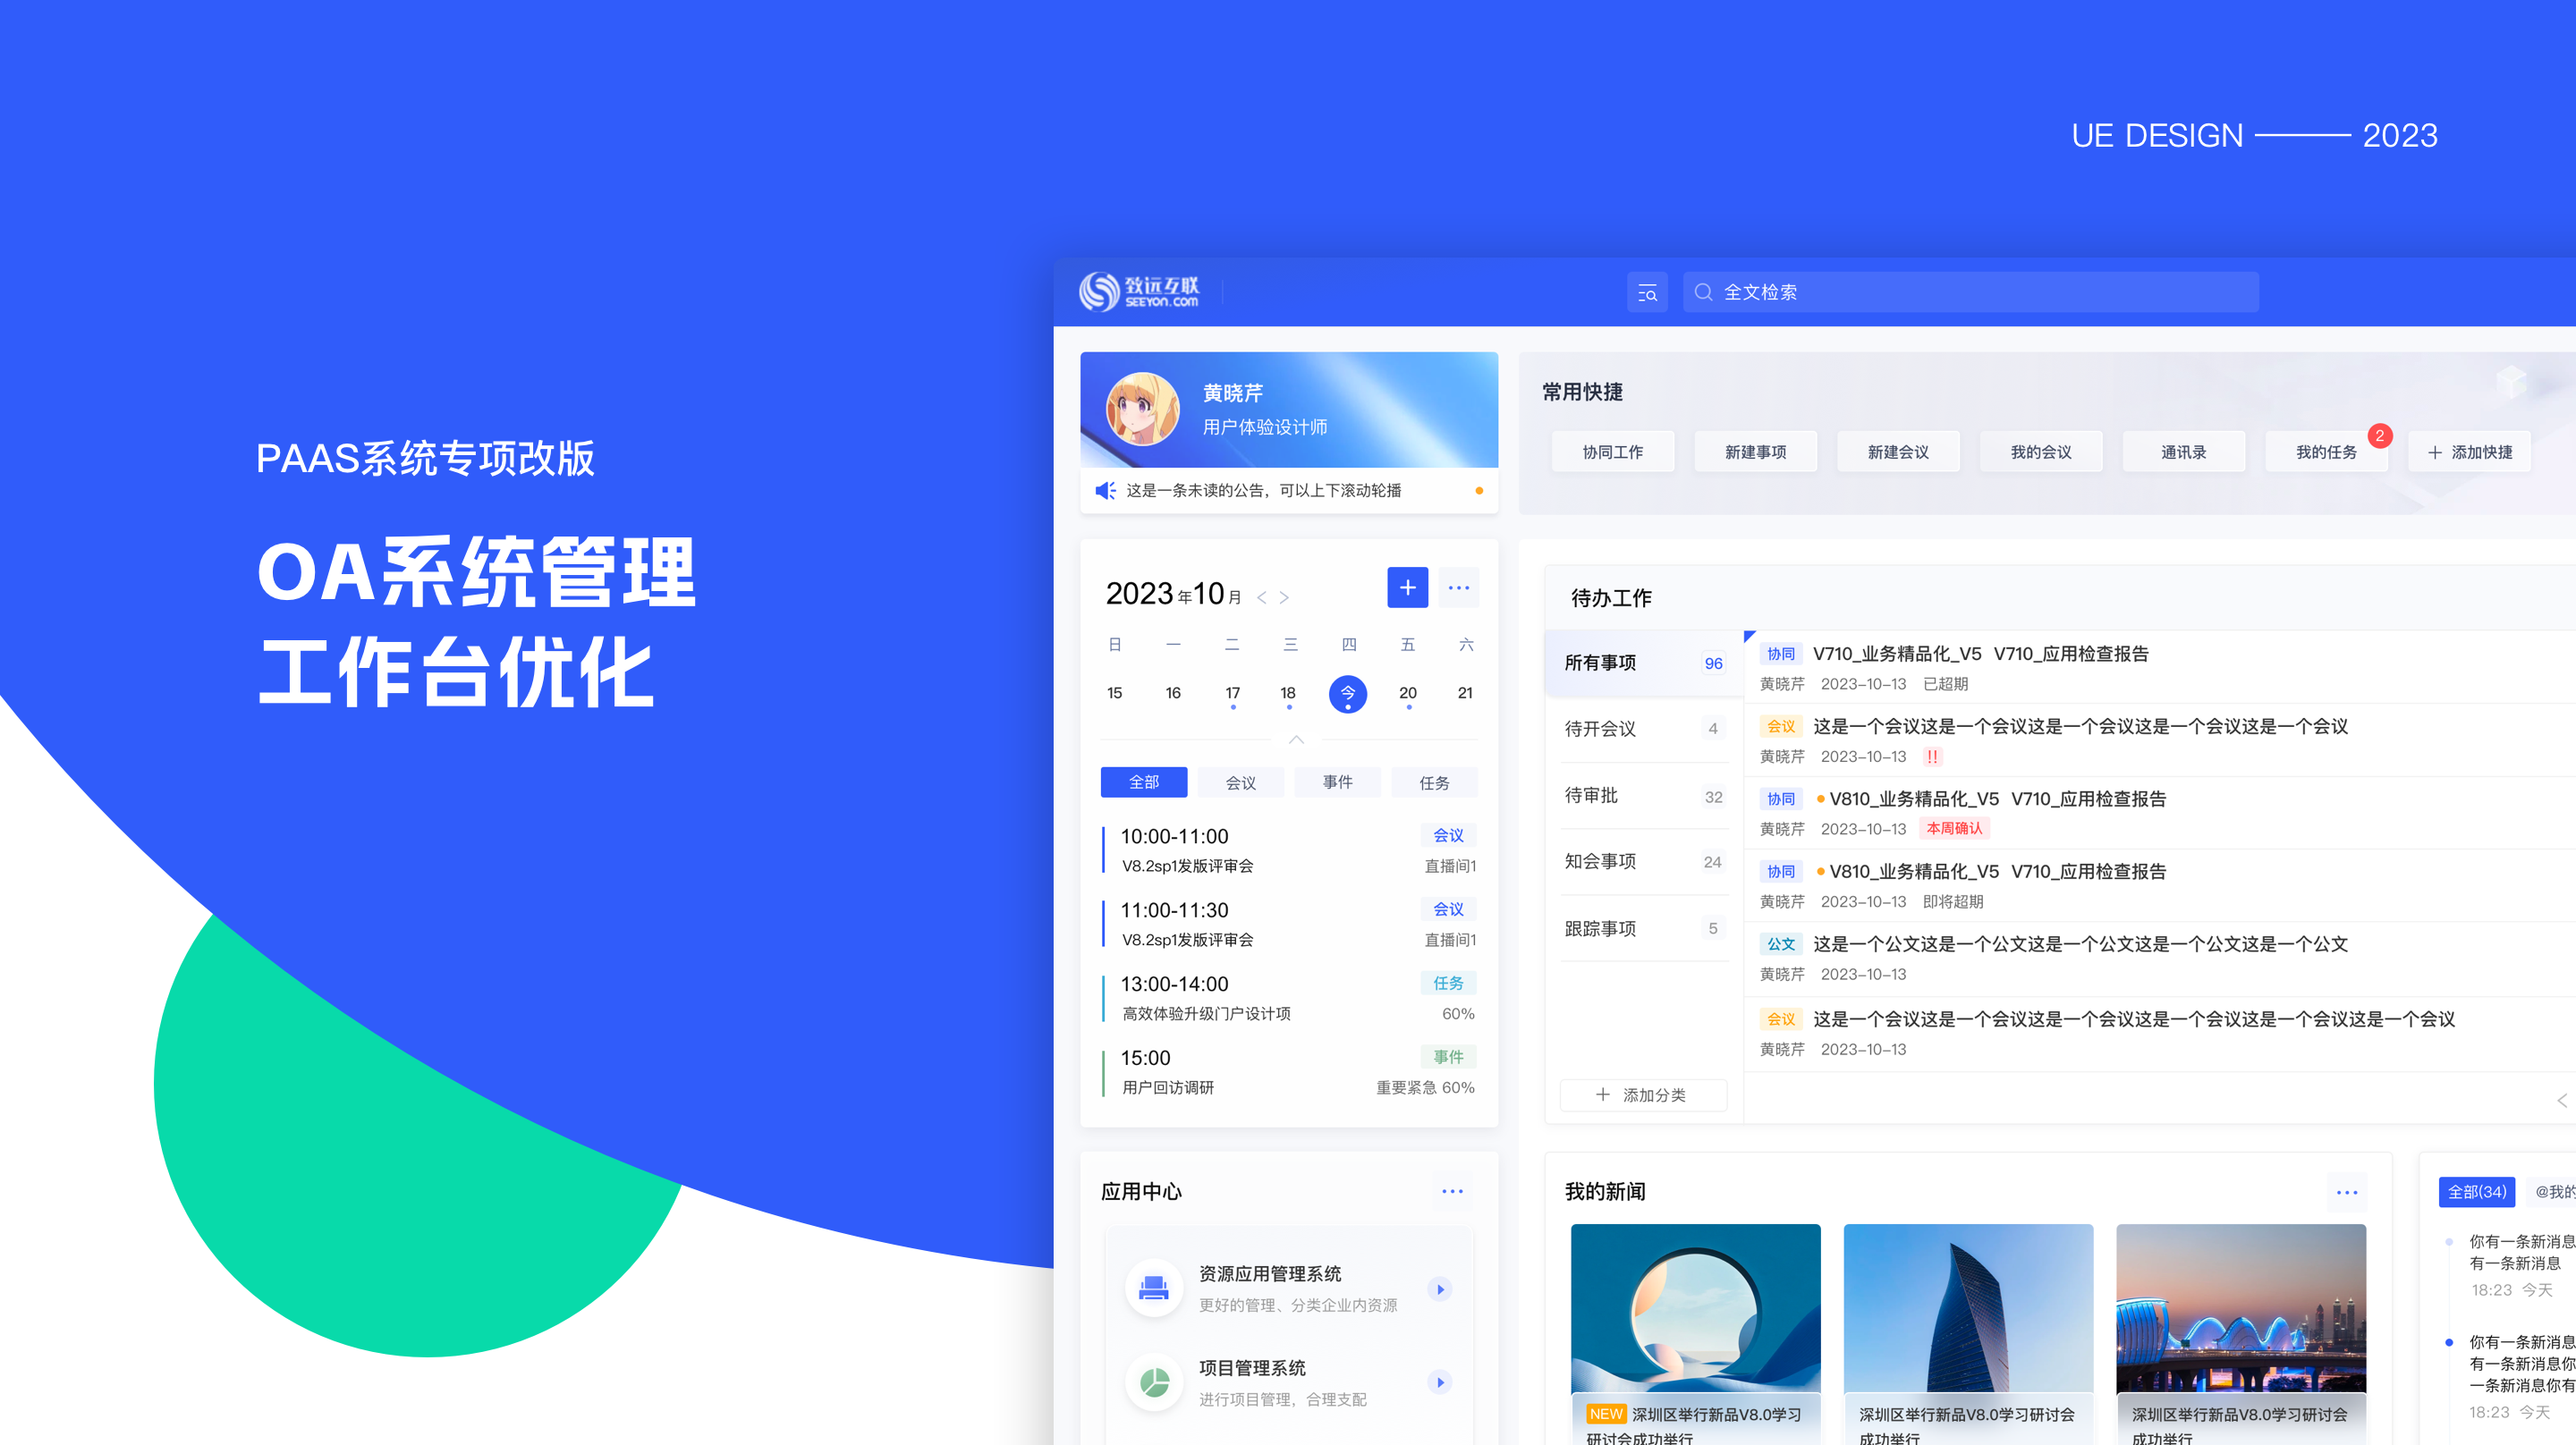 UE DESIGN 2023
PAAS系统专项改版
OA系统管理
工作台优化
致远互联
SEEYON.COM
全文检索
黄晓芹
用户体验设计师
这是一条未读的公告，可以上下滚动轮播
常用快捷
协同工作 新建事项 新建会议 我的会议 通讯录 我的任务 2 + 添加快捷
2023年10月 < >
+ ···
日 一 二 三 四 五 六
15 16 17 18 今 20 21
全部 会议 事件 任务
10:00-11:00 会议
V8.2sp1发版评审会 直播间1
11:00-11:30 会议
V8.2sp1发版评审会 直播间1
13:00-14:00 任务
高效体验升级门户设计项 60%
15:00 事件
用户回访调研 重要紧急 60%
待办工作
所有事项 96
待开会议 4
待审批 32
知会事项 24
跟踪事项 5
+ 添加分类
协同 V710_业务精品化_V5 V710_应用检查报告
黄晓芹 2023-10-13 已超期
会议 这是一个会议这是一个会议这是一个会议这是一个会议这是一个会议
黄晓芹 2023-10-13 !!
协同 V810_业务精品化_V5 V710_应用检查报告
黄晓芹 2023-10-13 本周确认
协同 V810_业务精品化_V5 V710_应用检查报告
黄晓芹 2023-10-13 即将超期
公文 这是一个公文这是一个公文这是一个公文这是一个公文这是一个公文
黄晓芹 2023-10-13
会议 这是一个会议这是一个会议这是一个会议这是一个会议这是一个会议这是一个会议
黄晓芹 2023-10-13
<
应用中心 ···
资源应用管理系统
更好的管理、分类企业内资源
项目管理系统
进行项目管理，合理支配
我的新闻 ···
NEW 深圳区举行新品V8.0学习
研讨会成功举行
深圳区举行新品V8.0学习研讨会
成功举行
深圳区举行新品V8.0学习研讨会
成功举行
全部(34) @我的
你有一条新消息
有一条新消息
18:23 今天
你有一条新消息
有一条新消息你
一条新消息你有
18:23 今天